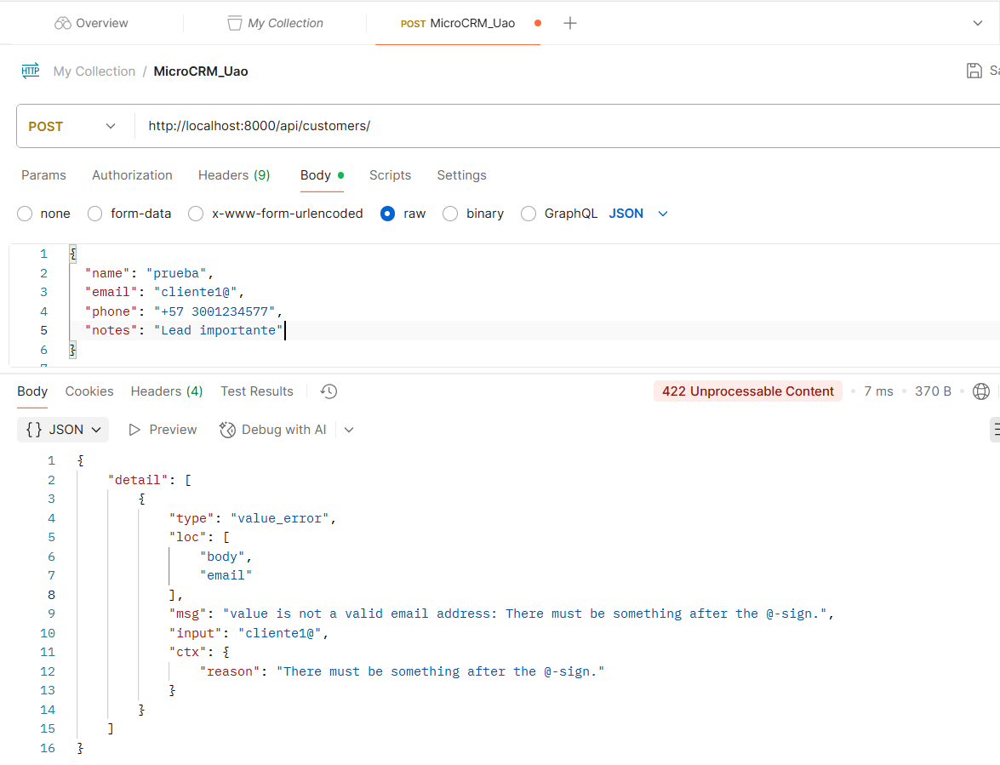 Overview
My Collection
POST MicroCRM_Uao
HTTP My Collection / MicroCRM_Uao
POST http://localhost:8000/api/customers/
Params Authorization Headers (9) Body Scripts Settings
none form-data x-www-form-urlencoded raw binary GraphQL JSON
1 {
2 "name": "prueba",
3 "email": "cliente1@",
4 "phone": "+57 3001234577",
5 "notes": "Lead importante"
6 }
Body Cookies Headers (4) Test Results 422 Unprocessable Content 7 ms 370 B
{ } JSON Preview Debug with AI
1 {
2 "detail": [
3 {
4 "type": "value_error",
5 "loc": [
6 "body",
7 "email"
8 ],
9 "msg": "value is not a valid email address: There must be something after the @-sign.",
10 "input": "cliente1@",
11 "ctx": {
12 "reason": "There must be something after the @-sign."
13 }
14 }
15 ]
16 }